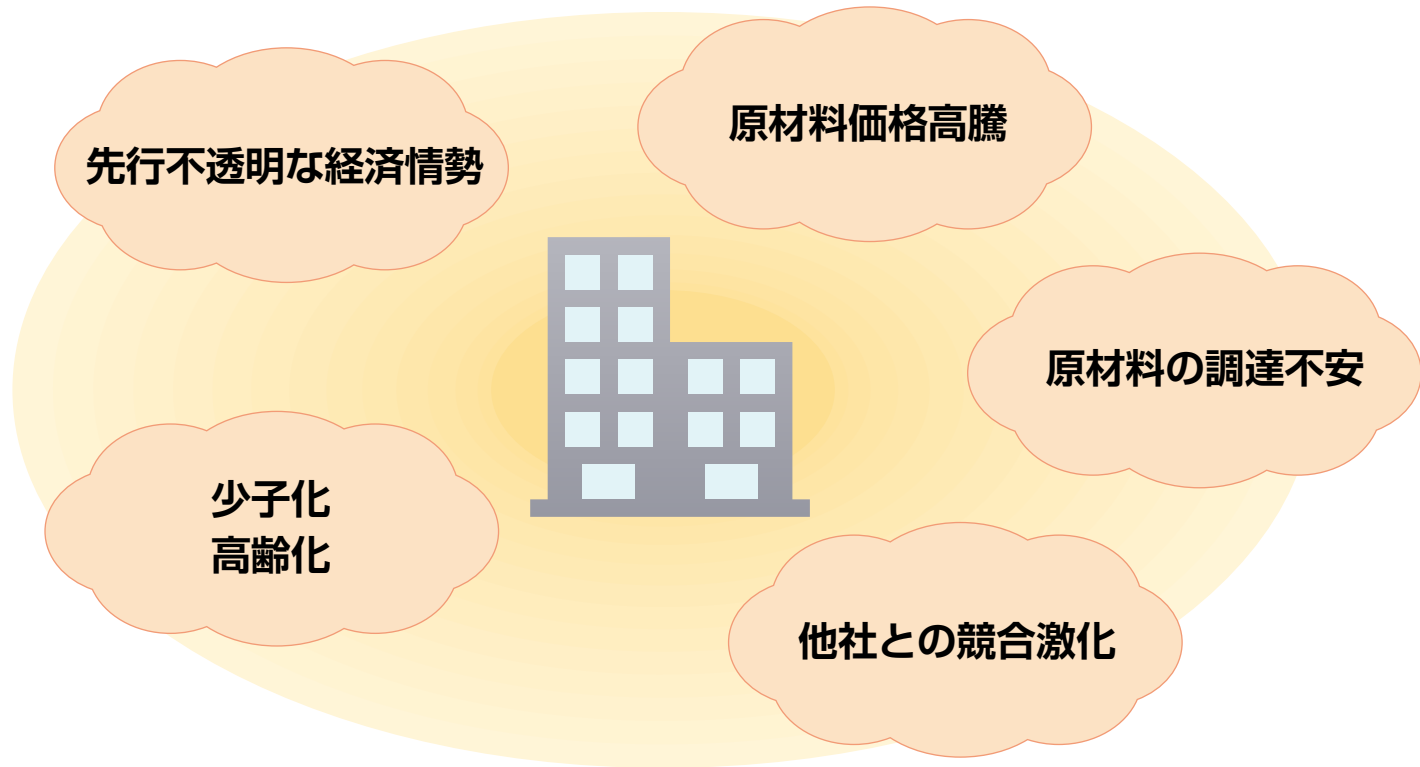 先行不透明な経済情勢
原材料価格高騰
原材料の調達不安
少子化
高齢化
他社との競合激化